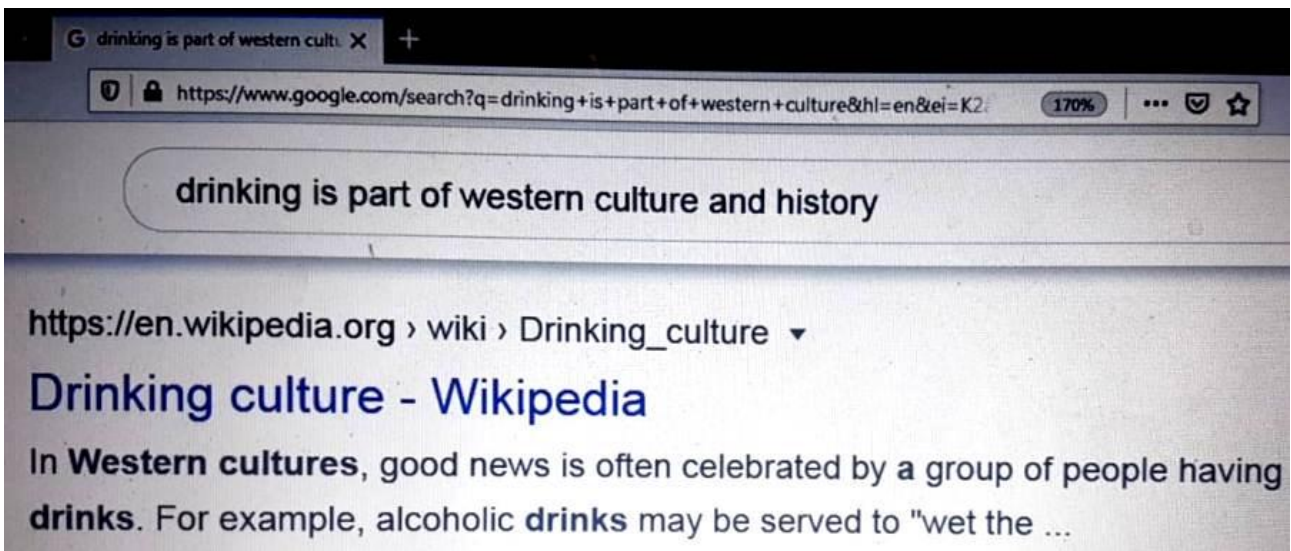 G drinking is part of western cultu
https://www.google.com/search?q=drinking+is+part+of+western+culture&hl=en&ei=K2 170%
drinking is part of western culture and history
https://en.wikipedia.org › wiki › Drinking_culture
Drinking culture - Wikipedia
In Western cultures, good news is often celebrated by a group of people having
drinks. For example, alcoholic drinks may be served to "wet the ...